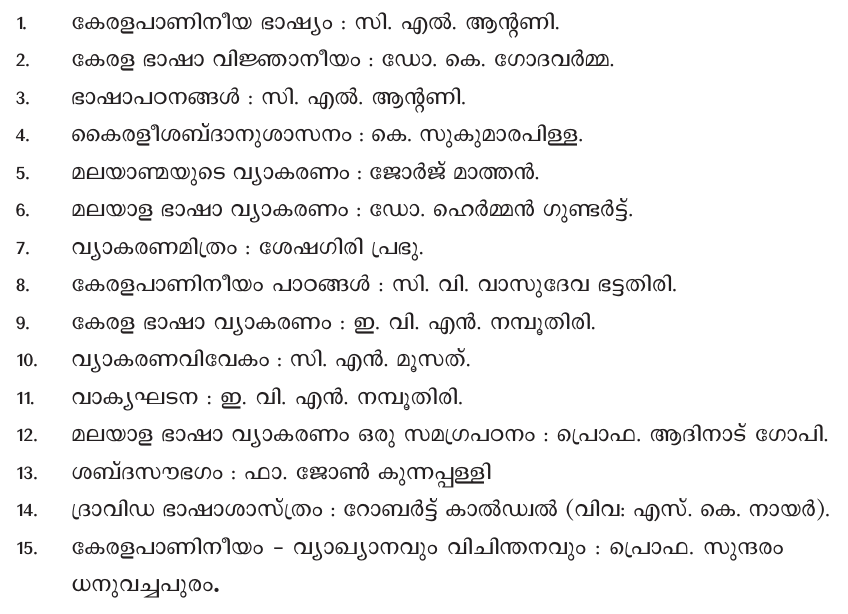 1. കേരളപാണിനീയ ഭാഷ്യം : സി. എൽ. ആന്റണി.
2. കേരള ഭാഷാ വിജ്ഞാനീയം : ഡോ. കെ. ഗോദവർമ്മ.
3. ഭാഷാപഠനങ്ങൾ : സി. എൽ. ആന്റണി.
4. കൈരളീശബ്ദാനുശാസനം : കെ. സുകുമാരപിള്ള.
5. മലയാണ്മയുടെ വ്യാകരണം : ജോർജ് മാത്തൻ.
6. മലയാള ഭാഷാ വ്യാകരണം : ഡോ. ഹെർമ്മൻ ഗുണ്ടർട്ട്.
7. വ്യാകരണമിത്രം : ശേഷഗിരി പ്രഭു.
8. കേരളപാണിനീയം പാഠങ്ങൾ : സി. വി. വാസുദേവ ഭട്ടതിരി.
9. കേരള ഭാഷാ വ്യാകരണം : ഇ. വി. എൻ. നമ്പൂതിരി.
10. വ്യാകരണവിവേകം : സി. എൻ. മൂസത്.
11. വാക്യഘടന : ഇ. വി. എൻ. നമ്പൂതിരി.
12. മലയാള ഭാഷാ വ്യാകരണം ഒരു സമഗ്രപഠനം : പ്രൊഫ. ആദിനാട് ഗോപി.
13. ശബ്ദസൗഭഗം : ഫാ. ജോൺ കുന്നപ്പള്ളി
14. ദ്രാവിഡ ഭാഷാശാസ്ത്രം : റോബർട്ട് കാൽഡ്വൽ (വിവ: എസ്. കെ. നായർ).
15. കേരളപാണിനീയം - വ്യാഖ്യാനവും വിചിന്തനവും : പ്രൊഫ. സുന്ദരം
ധനുവച്ചപുരം.